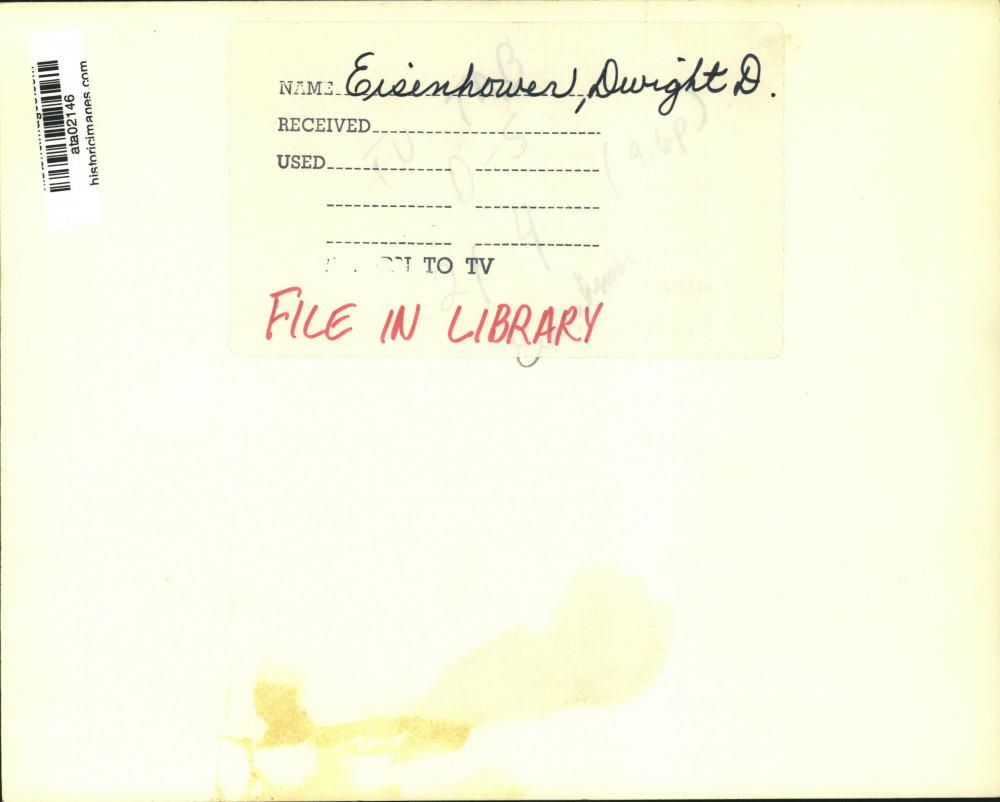 ata02146
historicimages.com
NAME Eisenhower, Dwight D.
RECEIVED
USED
TO TV
FILE IN LIBRARY